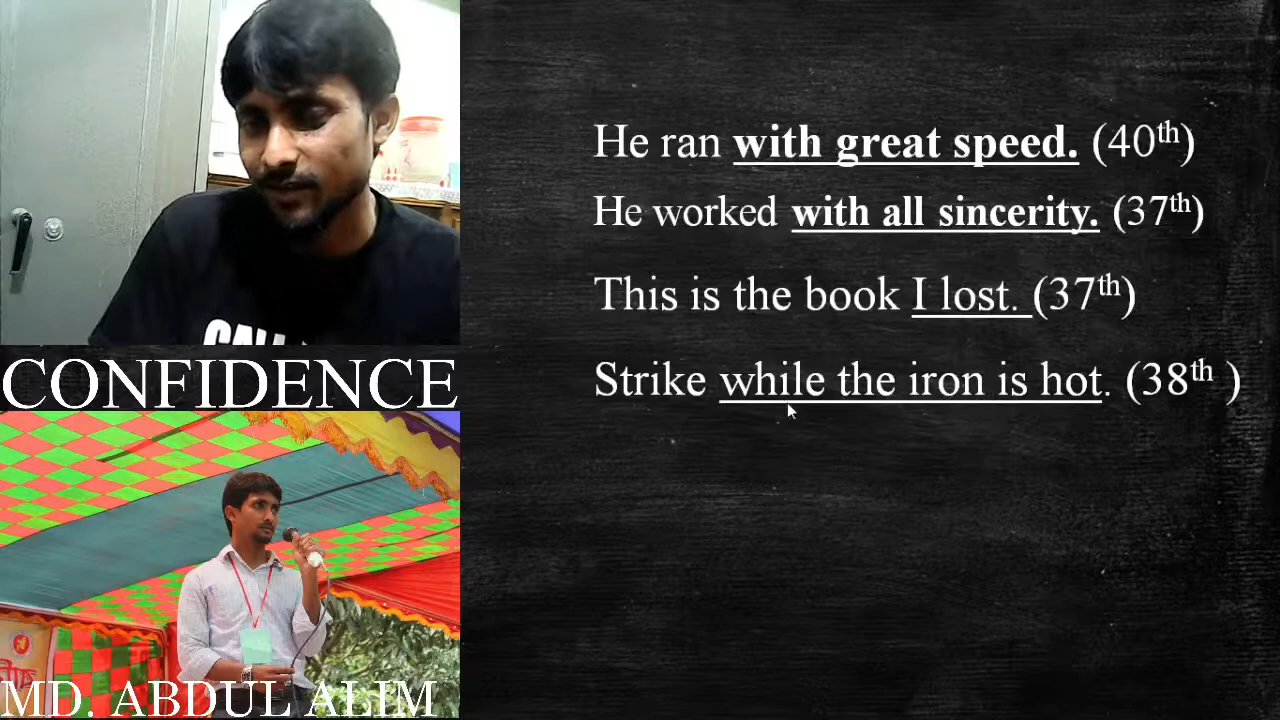 He ran with great speed. (40th)
He worked with all sincerity. (37th)
This is the book I lost. (37th)
Strike while the iron is hot. (38th )
CONFIDENCE
MD. ABDUL ALIM